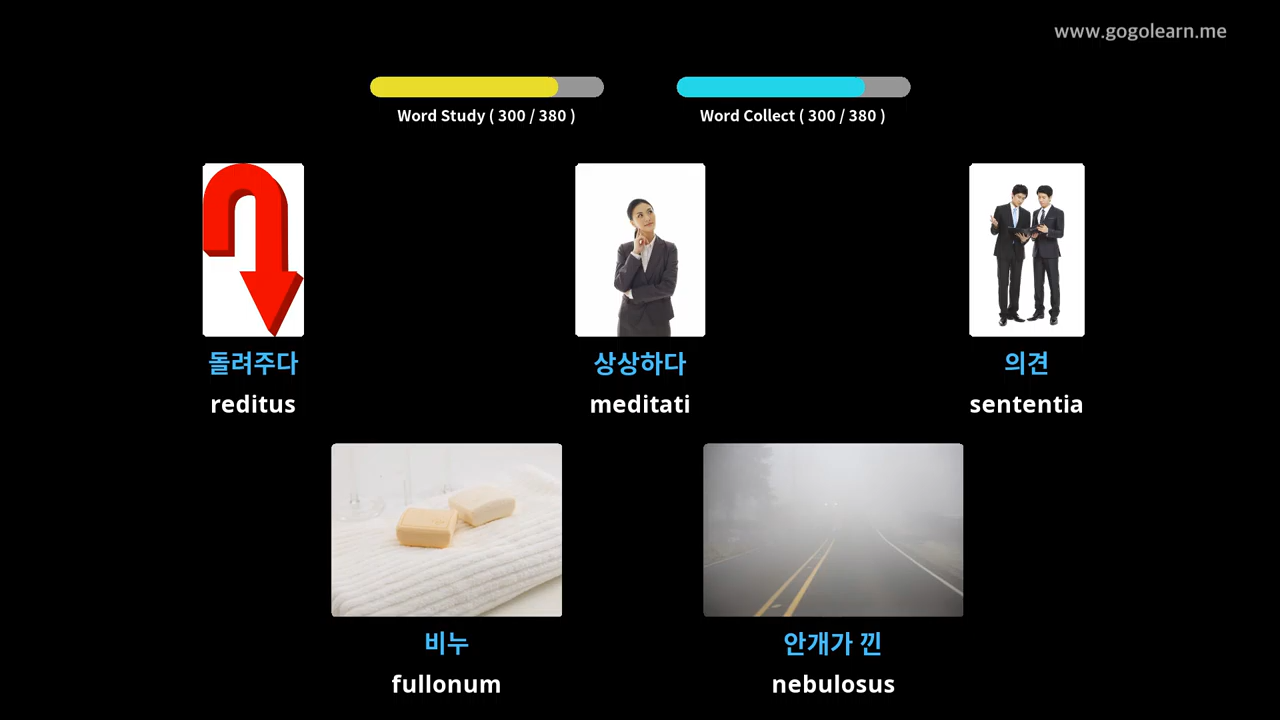 www.gogolearn.me
Word Study ( 300 / 380 )
Word Collect ( 300 / 380 )
돌려주다
reditus
상상하다
meditati
의견
sententia
비누
fullonum
안개가 낀
nebulosus